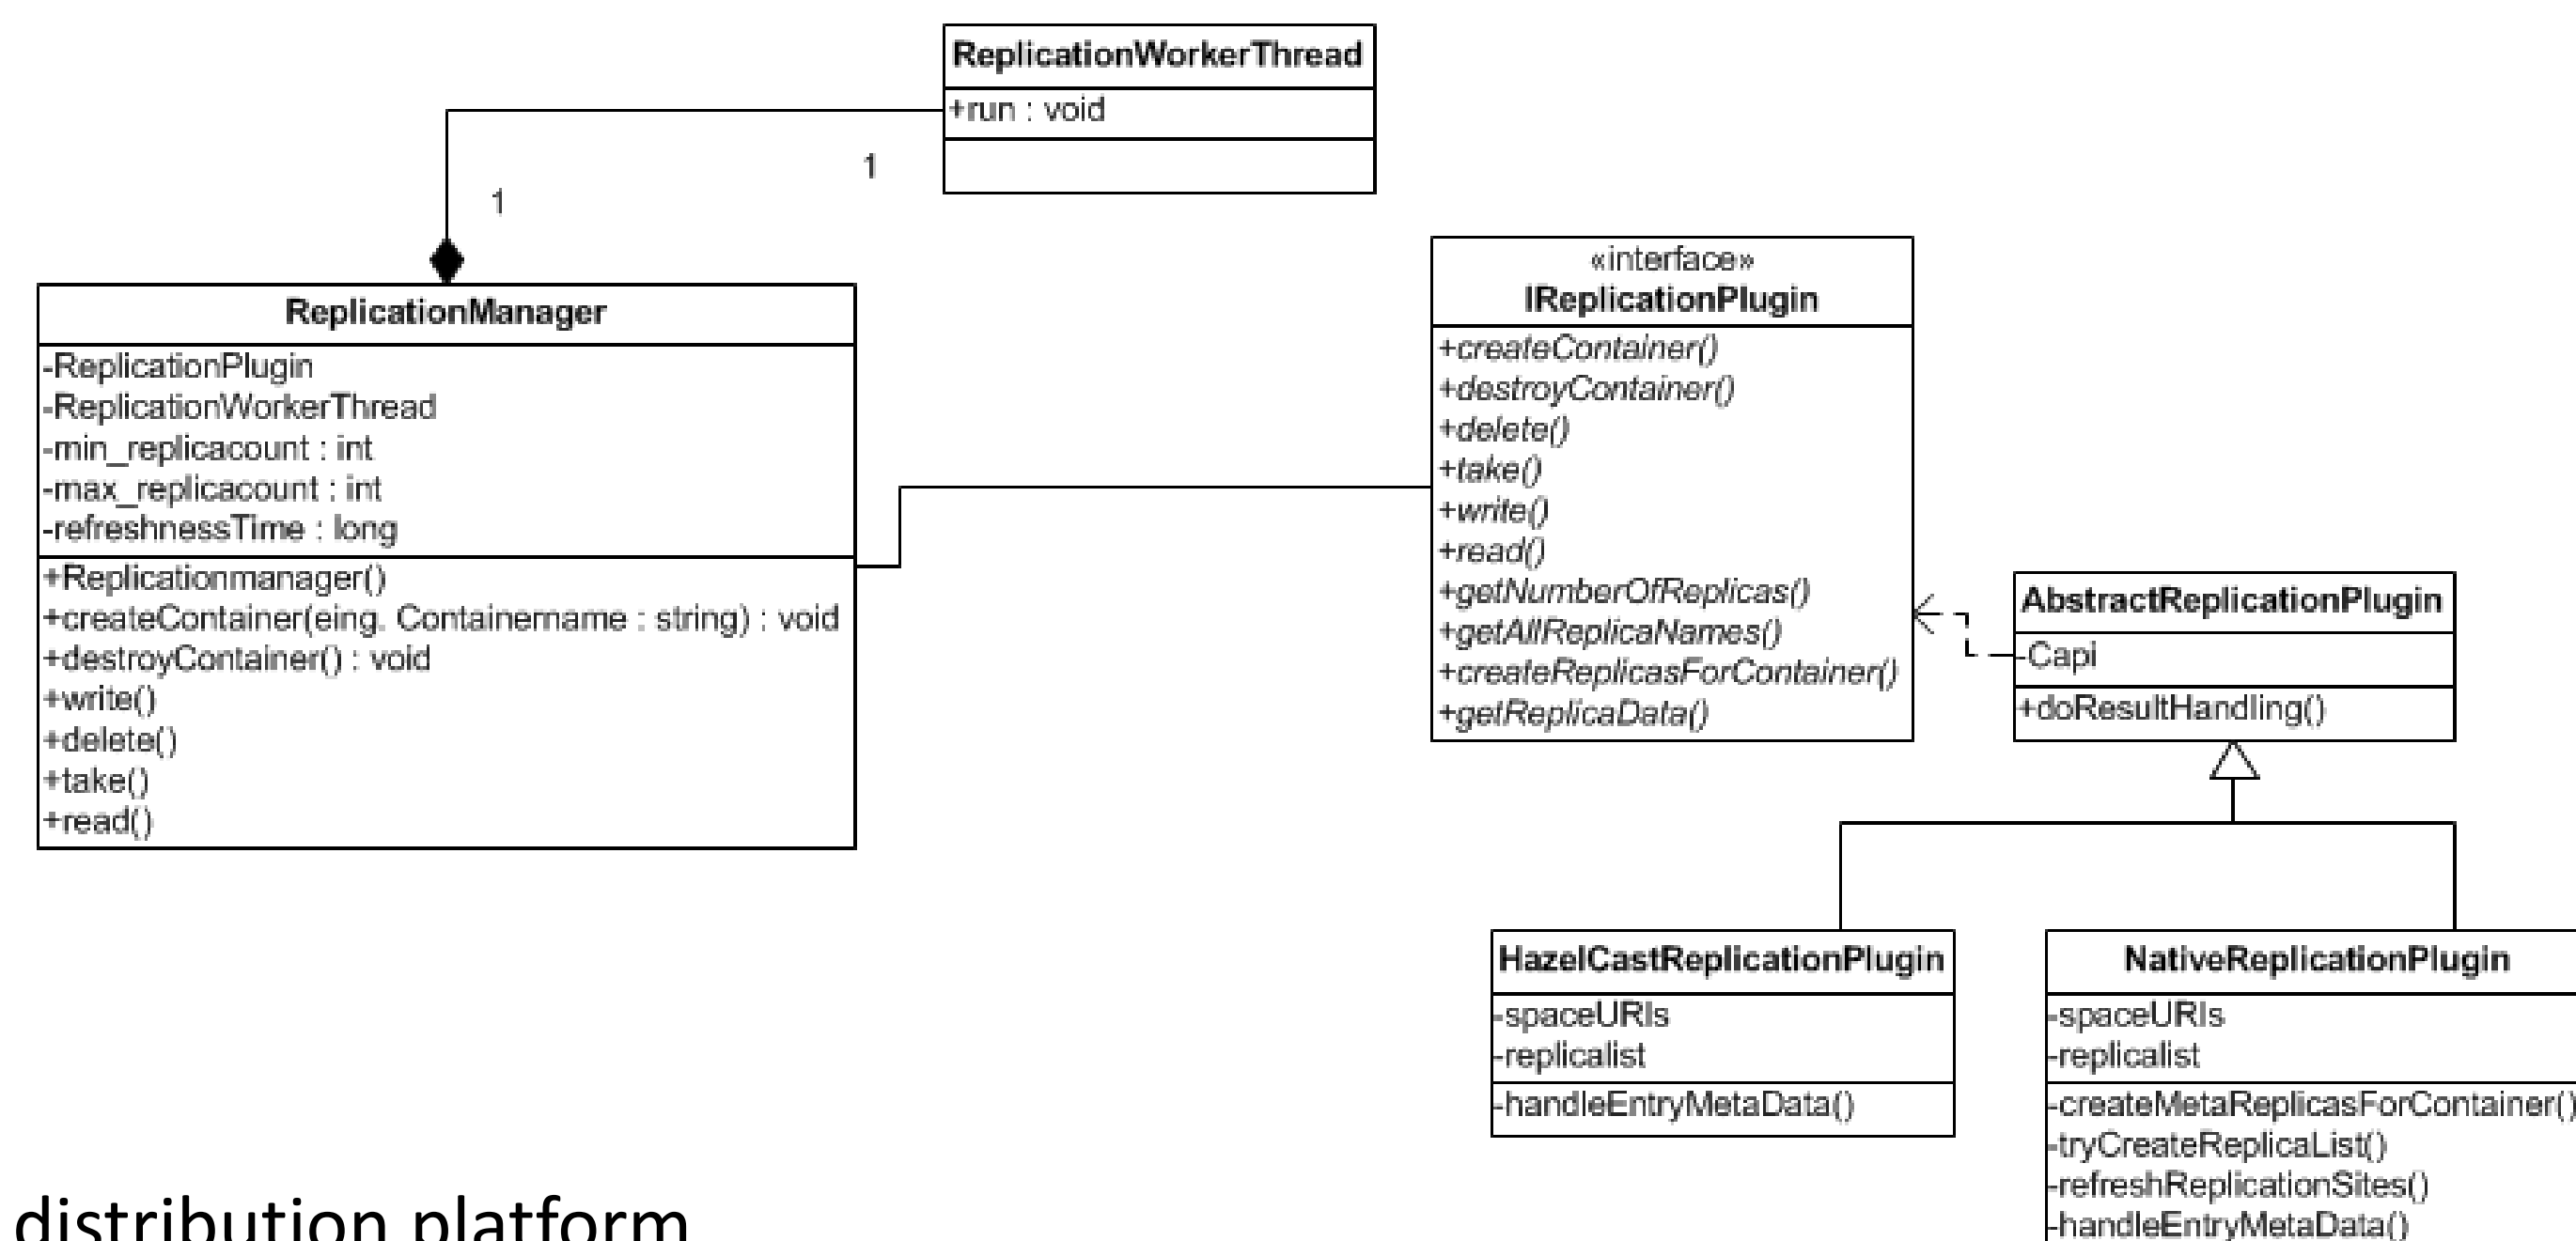 ReplicationWorkerThread
+run : void
1
1
ReplicationManager
-ReplicationPlugin
-ReplicationWorkerThread
-min_replicacount : int
-max_replicacount : int
-refreshnessTime : long
+Replicationmanager()
+createContainer(eing. Containername : string) : void
+destroyContainer() : void
+write()
+delete()
+take()
+read()
«interface»
IReplicationPlugin
+createContainer()
+destroyContainer()
+delete()
+take()
+write()
+read()
+getNumberOfReplicas()
+getAllReplicaNames()
+createReplicasForContainer()
+getReplicaData()
AbstractReplicationPlugin
-Capi
+doResultHandling()
HazelCastReplicationPlugin
-spaceURIs
-replicalist
-handleEntryMetaData()
NativeReplicationPlugin
-spaceURIs
-replicalist
-createMetaReplicasForContainer()
-tryCreateReplicaList()
-refreshReplicationSites()
-handleEntryMetaData()
distribution platform